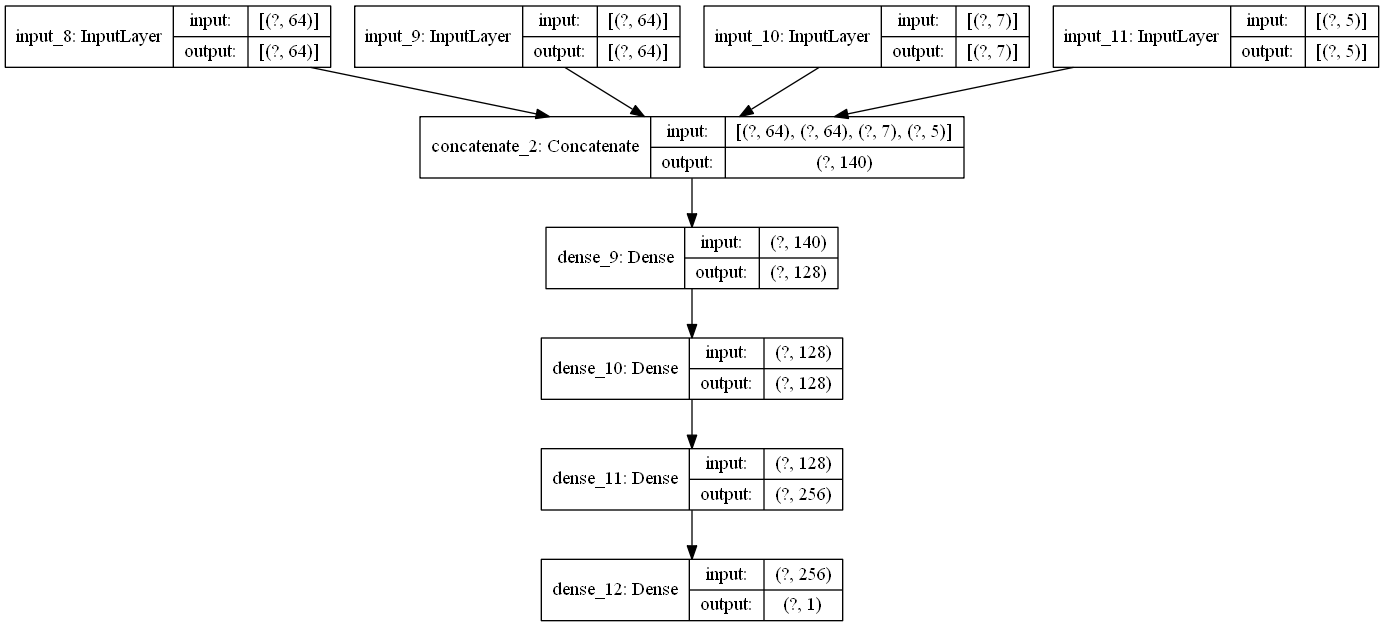 input_8: InputLayer input: [(?, 64)] output: [(?, 64)]
input_9: InputLayer input: [(?, 64)] output: [(?, 64)]
input_10: InputLayer input: [(?, 7)] output: [(?, 7)]
input_11: InputLayer input: [(?, 5)] output: [(?, 5)]
concatenate_2: Concatenate input: [(?, 64), (?, 64), (?, 7), (?, 5)] output: (?, 140)
dense_9: Dense input: (?, 140) output: (?, 128)
dense_10: Dense input: (?, 128) output: (?, 128)
dense_11: Dense input: (?, 128) output: (?, 256)
dense_12: Dense input: (?, 256) output: (?, 1)